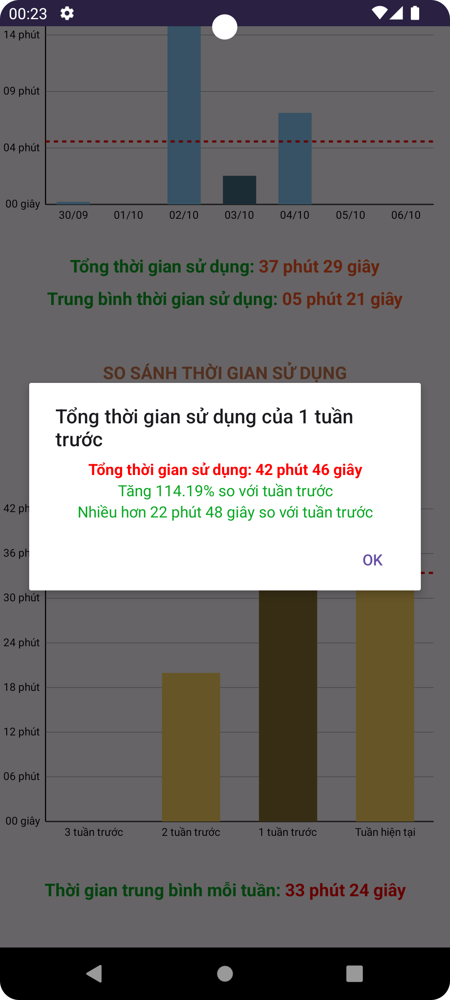 00:23
14 phút
09 phút
04 phút
00 giây
30/09 01/10 02/10 03/10 04/10 05/10 06/10
Tổng thời gian sử dụng: 37 phút 29 giây
Trung bình thời gian sử dụng: 05 phút 21 giây
SO SÁNH THỜI GIAN SỬ DỤNG
Tổng thời gian sử dụng của 1 tuần
trước
Tổng thời gian sử dụng: 42 phút 46 giây
Tăng 114.19% so với tuần trước
Nhiều hơn 22 phút 48 giây so với tuần trước
OK
42 ph
36 ph
30 phút
24 phút
18 phút
12 phút
06 phút
00 giây
3 tuần trước 2 tuần trước 1 tuần trước Tuần hiện tại
Thời gian trung bình mỗi tuần: 33 phút 24 giây